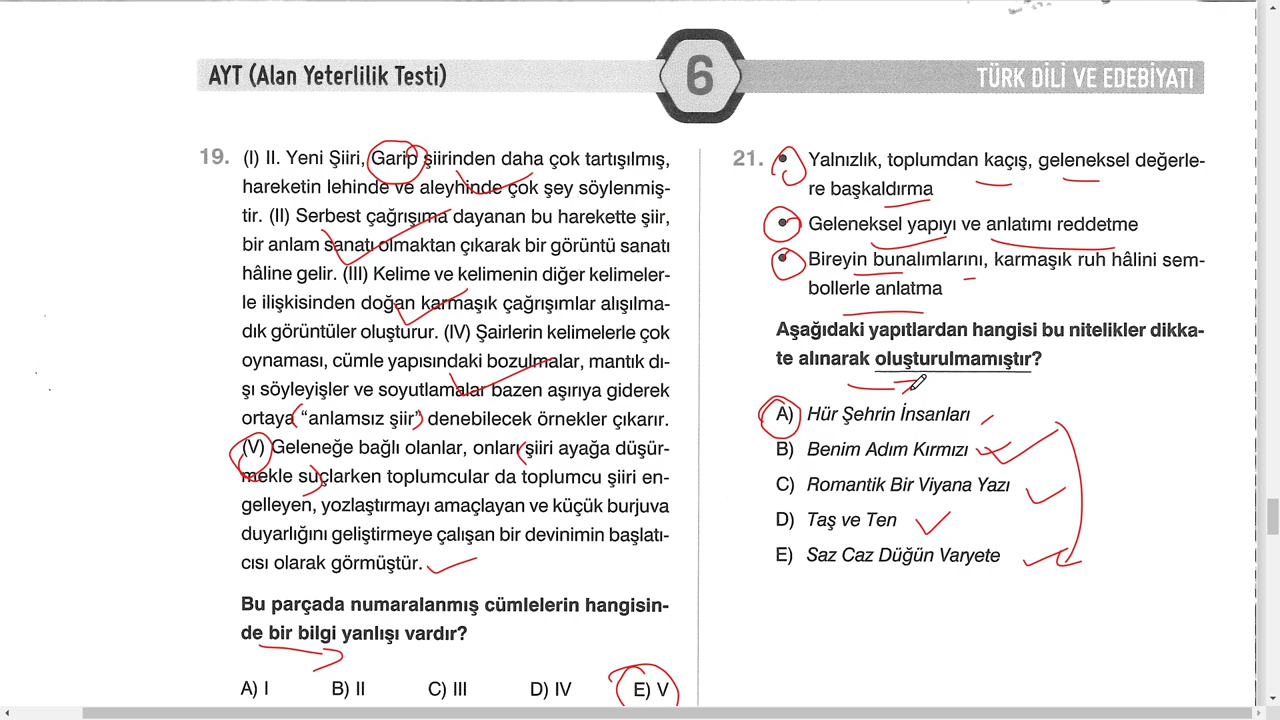 AYT (Alan Yeterlilik Testi)
6
TÜRK DİLİ VE EDEBİYATI
19. (I) II. Yeni Şiiri, Garip şiirinden daha çok tartışılmış,
hareketin lehinde ve aleyhinde çok şey söylenmiş-
tir. (II) Serbest çağrışıma dayanan bu harekette şiir,
bir anlam sanatı olmaktan çıkarak bir görüntü sanatı
hâline gelir. (III) Kelime ve kelimenin diğer kelimeler-
le ilişkisinden doğan karmaşık çağrışımlar alışılma-
dık görüntüler oluşturur. (IV) Şairlerin kelimelerle çok
oynaması, cümle yapısındaki bozulmalar, mantık dı-
şı söyleyişler ve soyutlamalar bazen aşırıya giderek
ortaya “anlamsız şiir” denebilecek örnekler çıkarır.
(V) Geleneğe bağlı olanlar, onları şiiri ayağa düşür-
mekle suçlarken toplumcular da toplumcu şiiri en-
gelleyen, yozlaştırmayı amaçlayan ve küçük burjuva
duyarlığını geliştirmeye çalışan bir devinimin başlatı-
cısı olarak görmüştür.
Bu parçada numaralanmış cümlelerin hangisin-
de bir bilgi yanlışı vardır?
A) I B) II C) III D) IV E) V
21. • Yalnızlık, toplumdan kaçış, geleneksel değerle-
re başkaldırma
• Geleneksel yapıyı ve anlatımı reddetme
• Bireyin bunalımlarını, karmaşık ruh hâlini sem-
bollerle anlatma
Aşağıdaki yapıtlardan hangisi bu nitelikler dikka-
te alınarak oluşturulmamıştır?
A) Hür Şehrin İnsanları
B) Benim Adım Kırmızı
C) Romantik Bir Viyana Yazı
D) Taş ve Ten
E) Saz Caz Düğün Varyete